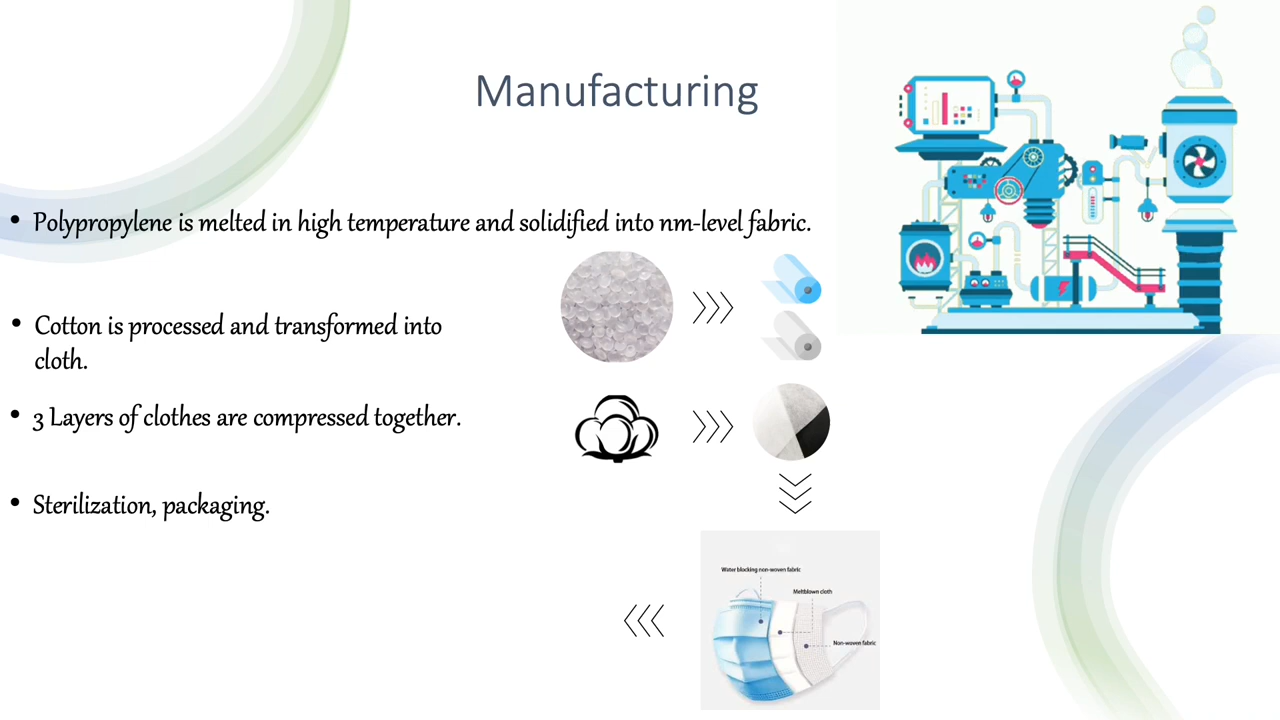 Manufacturing
• Polypropylene is melted in high temperature and solidified into nm-level fabric.
• Cotton is processed and transformed into
cloth.
• 3 Layers of clothes are compressed together.
• Sterilization, packaging.
Water blocking non-woven fabric
Meltblown cloth
Non-woven fabric